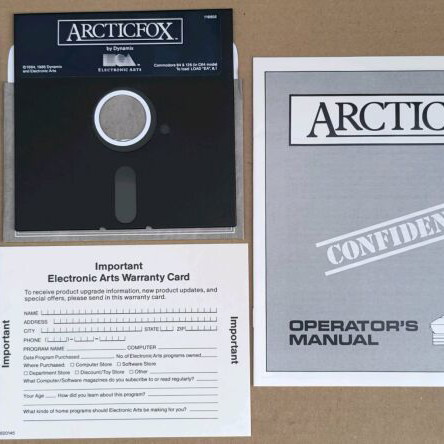 ARCTICFOX™
by Dynamix
©1984, 1986 Dynamix
and Electronic Arts
ELECTRONIC ARTS
Commodore 64 & 128 (in C64 mode)
To load: LOAD "EA",8,1
ARCTIC
CONFIDEN
OPERATOR'S
MANUAL
Important
Electronic Arts Warranty Card
To receive product upgrade information, new product updates, and
special offers, please send in this warranty card.
NAME
ADDRESS
CITY STATE ZIP
PHONE ( ) - -
PROGRAM NAME COMPUTER
Date Program Purchased No. of Electronic Arts programs owned
Where Purchased: □ Computer Store □ Software Store
□ Department Store □ Discount/Toy Store □ Other
What Computer/Software magazines do you subscribe to or read regularly?
Your Age How did you learn about this program?
What kinds of home programs should Electronic Arts be making for you?
Important
Important